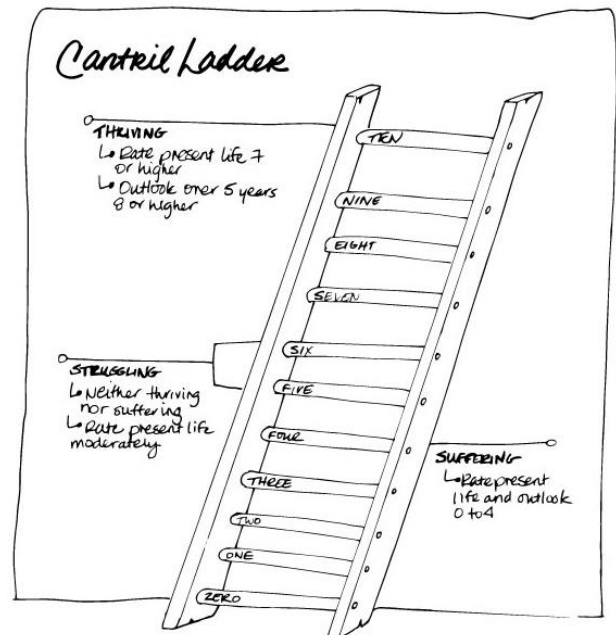 Cantril Ladder
THRIVING
↳ Rate present life 7
or higher
↳ Outlook over 5 years
8 or higher
TEN
NINE
EIGHT
SEVEN
SIX
FIVE
FOUR
THREE
TWO
ONE
ZERO
STRUGGLING
↳ Neither thriving
nor suffering
↳ Rate present life
moderately
SUFFERING
↳ Rate present
life and outlook
0 to 4